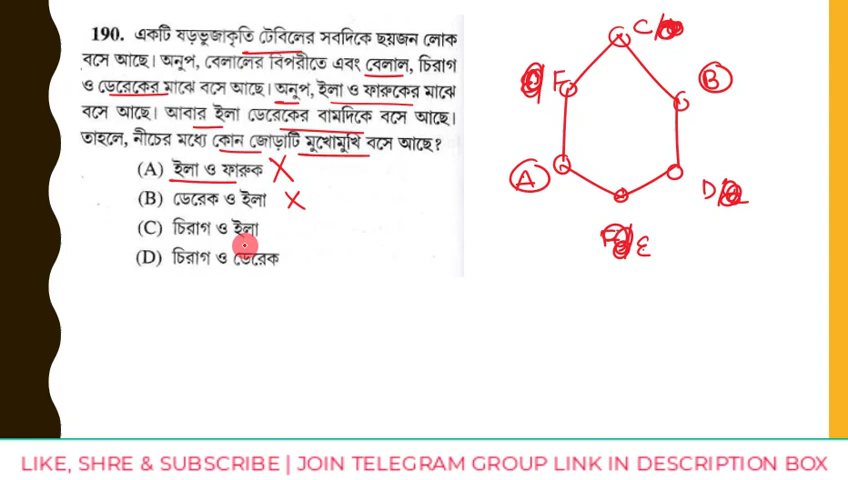 190. একটি ষড়ভুজাকৃতি টেবিলের সবদিকে ছয়জন লোক
বসে আছে। অনুপ, বেলালের বিপরীতে এবং বেলাল, চিরাগ
ও ডেরেকের মাঝে বসে আছে। অনুপ, ইলা ও ফারুকের মাঝে
বসে আছে। আবার ইলা ডেরেকের বামদিকে বসে আছে।
তাহলে, নীচের মধ্যে কোন জোড়াটি মুখোমুখি বসে আছে?
(A) ইলা ও ফারুক
(B) ডেরেক ও ইলা
(C) চিরাগ ও ইলা
(D) চিরাগ ও ডেরেক
C/
B
F
A
D/
E
LIKE, SHRE & SUBSCRIBE | JOIN TELEGRAM GROUP LINK IN DESCRIPTION BOX